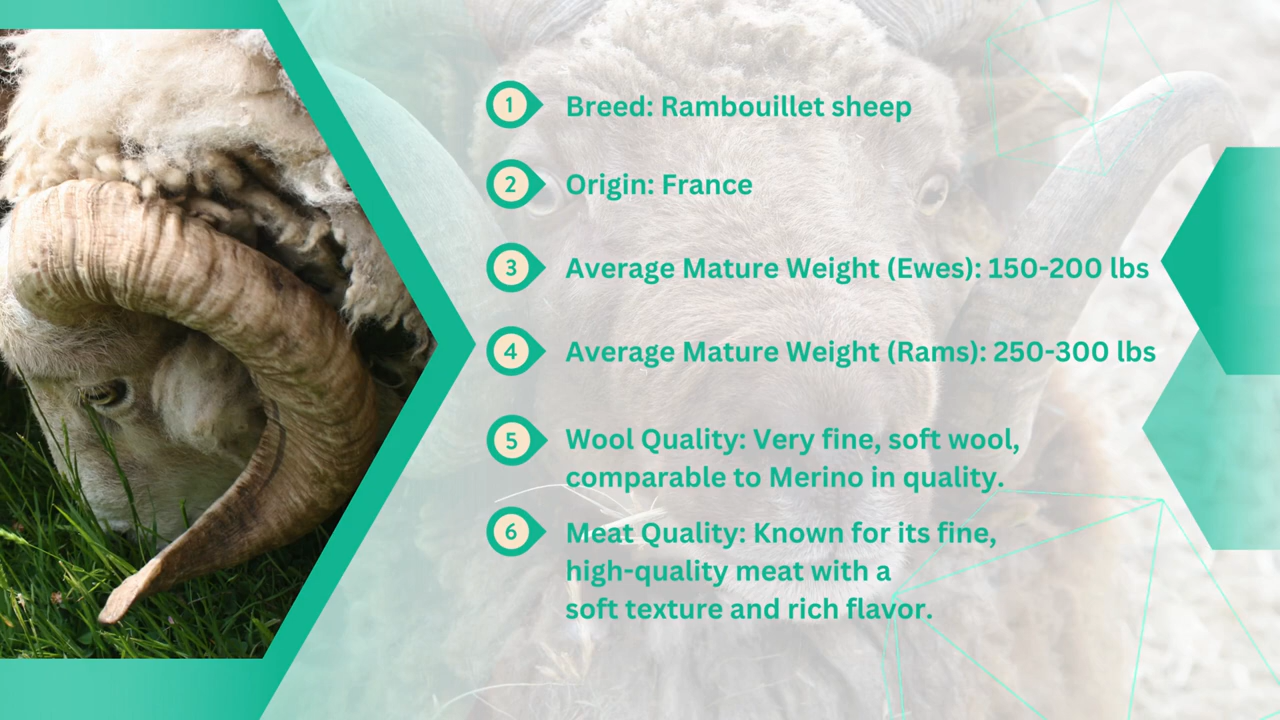 1 Breed: Rambouillet sheep
2 Origin: France
3 Average Mature Weight (Ewes): 150-200 lbs
4 Average Mature Weight (Rams): 250-300 lbs
5 Wool Quality: Very fine, soft wool,
comparable to Merino in quality.
6 Meat Quality: Known for its fine,
high-quality meat with a
soft texture and rich flavor.